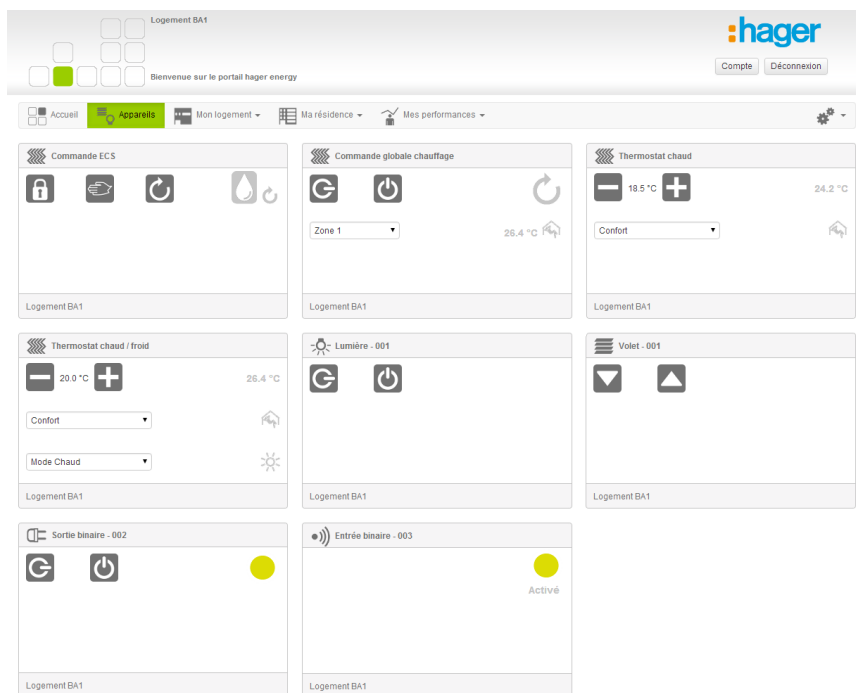 Logement BA1
:hager
Compte
Déconnexion
Bienvenue sur le portail hager energy
Accueil
Appareils
Mon logement
Ma résidence
Mes performances
Commande ECS
Logement BA1
Commande globale chauffage
Zone 1
26.4 °C
Logement BA1
Thermostat chaud
18.5 °C
24.2 °C
Confort
Logement BA1
Thermostat chaud / froid
20.0 °C
26.4 °C
Confort
Mode Chaud
Logement BA1
Lumière - 001
Logement BA1
Volet - 001
Logement BA1
Sortie binaire - 002
Logement BA1
Entrée binaire - 003
Activé
Logement BA1